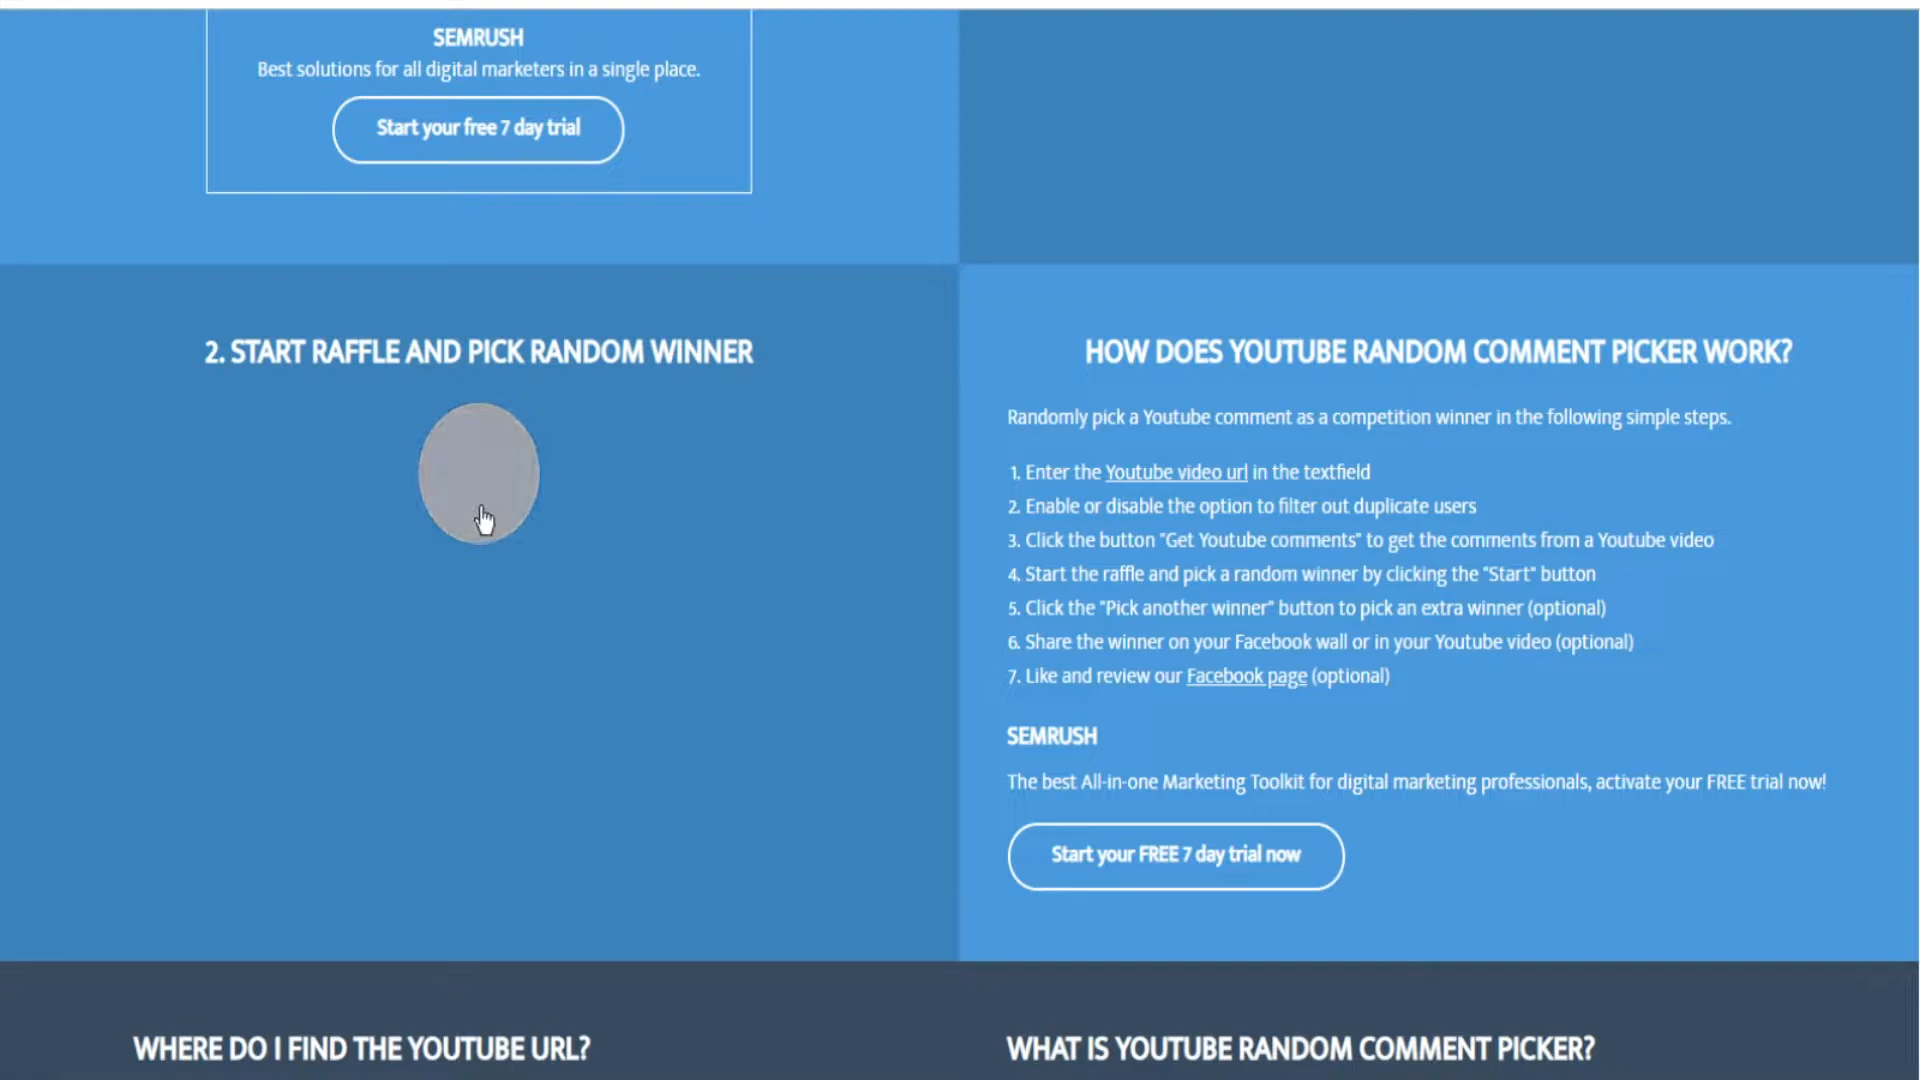 SEMRUSH
Best solutions for all digital marketers in a single place.
Start your free 7 day trial
2. START RAFFLE AND PICK RANDOM WINNER
HOW DOES YOUTUBE RANDOM COMMENT PICKER WORK?
Randomly pick a Youtube comment as a competition winner in the following simple steps.
1. Enter the Youtube video url in the textfield
2. Enable or disable the option to filter out duplicate users
3. Click the button "Get Youtube comments" to get the comments from a Youtube video
4. Start the raffle and pick a random winner by clicking the "Start" button
5. Click the "Pick another winner" button to pick an extra winner (optional)
6. Share the winner on your Facebook wall or in your Youtube video (optional)
7. Like and review our Facebook page (optional)
SEMRUSH
The best All-in-one Marketing Toolkit for digital marketing professionals, activate your FREE trial now!
Start your FREE 7 day trial now
WHERE DO I FIND THE YOUTUBE URL?
WHAT IS YOUTUBE RANDOM COMMENT PICKER?